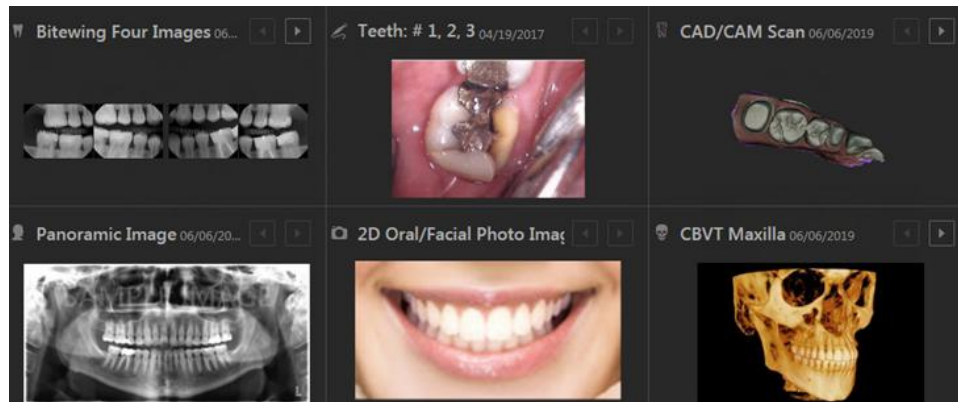 Bitewing Four Images 06...
Teeth: # 1, 2, 3 04/19/2017
CAD/CAM Scan 06/06/2019
Panoramic Image 06/06/20...
2D Oral/Facial Photo Imag
CBVT Maxilla 06/06/2019
SAMPLE IMAGE
L